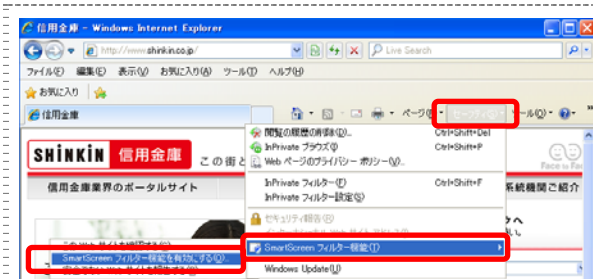 信用金庫 - Windows Internet Explorer
http://www.shinkin.co.jp/
Live Search
ファイル(F) 編集(E) 表示(V) お気に入り(A) ツール(T) ヘルプ(H)
お気に入り
信用金庫
ページ(P) セーフティ(S) ツール(O)
閲覧の履歴の削除(D)... Ctrl+Shift+Del
InPrivate ブラウズ(I) Ctrl+Shift+P
Web ページのプライバシー ポリシー(V)...
SHiNKiN 信用金庫 この街と
Face to Fac
信用金庫業界のポータルサイト
InPrivate フィルター(F) Ctrl+Shift+F
系統機関ご紹介
InPrivate フィルター設定(S)
セキュリティ報告(R)
SmartScreen フィルター機能(T)
SmartScreen フィルター機能を有効にする(O)...
Windows Update(U)